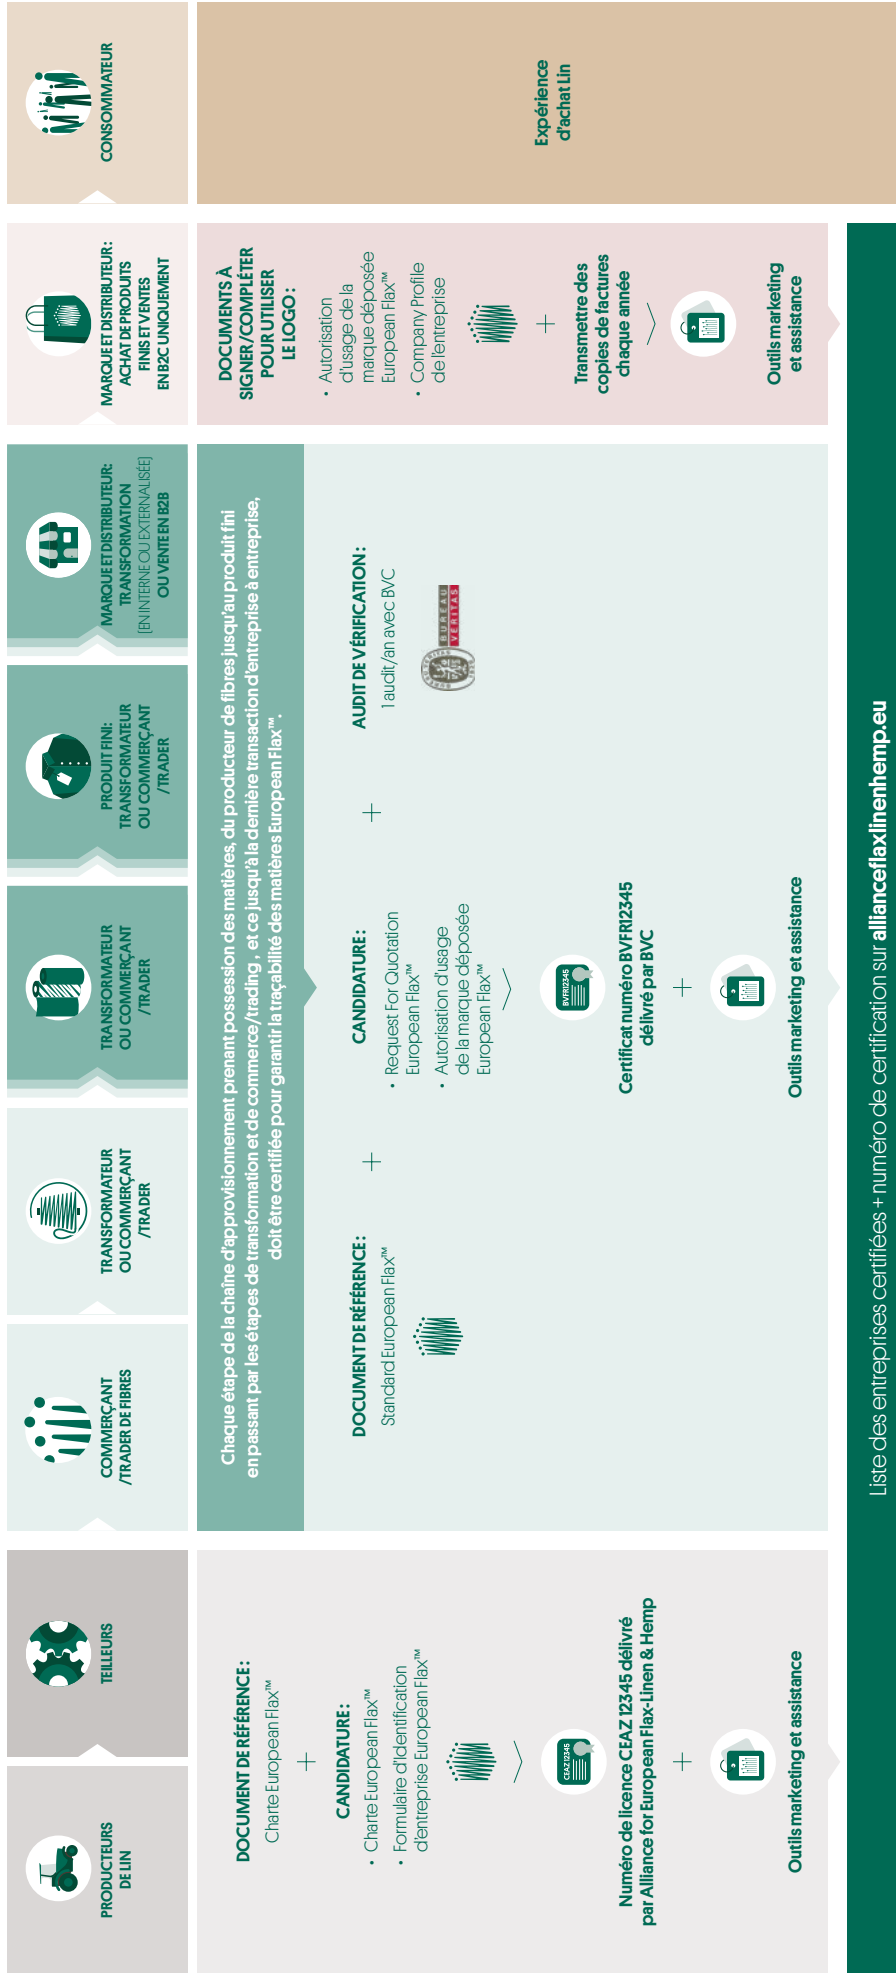 PRODUCTEURS
DE LIN
TEILLEURS
COMMERÇANT
/TRADER DE FIBRES
TRANSFORMATEUR
OU COMMERÇANT
/TRADER
TRANSFORMATEUR
OU COMMERÇANT
/TRADER
PRODUIT FINI:
TRANSFORMATEUR
OU COMMERÇANT
/TRADER
MARQUE ET DISTRIBUTEUR:
TRANSFORMATION
[EN INTERNE OU EXTERNALISÉE]
OU VENTE EN B2B
MARQUE ET DISTRIBUTEUR:
ACHAT DE PRODUITS
FINIS ET VENTES
EN B2C UNIQUEMENT
CONSOMMATEUR
DOCUMENT DE RÉFÉRENCE:
Charte European Flax™
+
CANDIDATURE:
• Charte European Flax™
• Formulaire d'Identification
d'entreprise European Flax™
CEAZ 12345
Numéro de licence CEAZ 12345 délivré
par Alliance for European Flax-Linen & Hemp
+
Outils marketing et assistance
Chaque étape de la chaîne d'approvisionnement prenant possession des matières, du producteur de fibres jusqu'au produit fini
en passant par les étapes de transformation et de commerce/trading, et ce jusqu'à la dernière transaction d'entreprise à entreprise,
doit être certifiée pour garantir la traçabilité des matières European Flax™.
DOCUMENT DE RÉFÉRENCE:
Standard European Flax™
+
CANDIDATURE:
• Request For Quotation
European Flax™
• Autorisation d'usage
de la marque déposée
European Flax™
+
AUDIT DE VÉRIFICATION:
1 audit/an avec BVC
BUREAU
VERITAS
BVFR12345
Certificat numéro BVFR12345
délivré par BVC
+
Outils marketing et assistance
DOCUMENTS À
SIGNER/COMPLÉTER
POUR UTILISER
LE LOGO:
• Autorisation
d'usage de la
marque déposée
European Flax™
• Company Profile
de l'entreprise
+
Transmettre des
copies de factures
chaque année
Outils marketing
et assistance
Expérience
d'achat Lin
Liste des entreprises certifiées + numéro de certification sur allianceflaxlinenhemp.eu